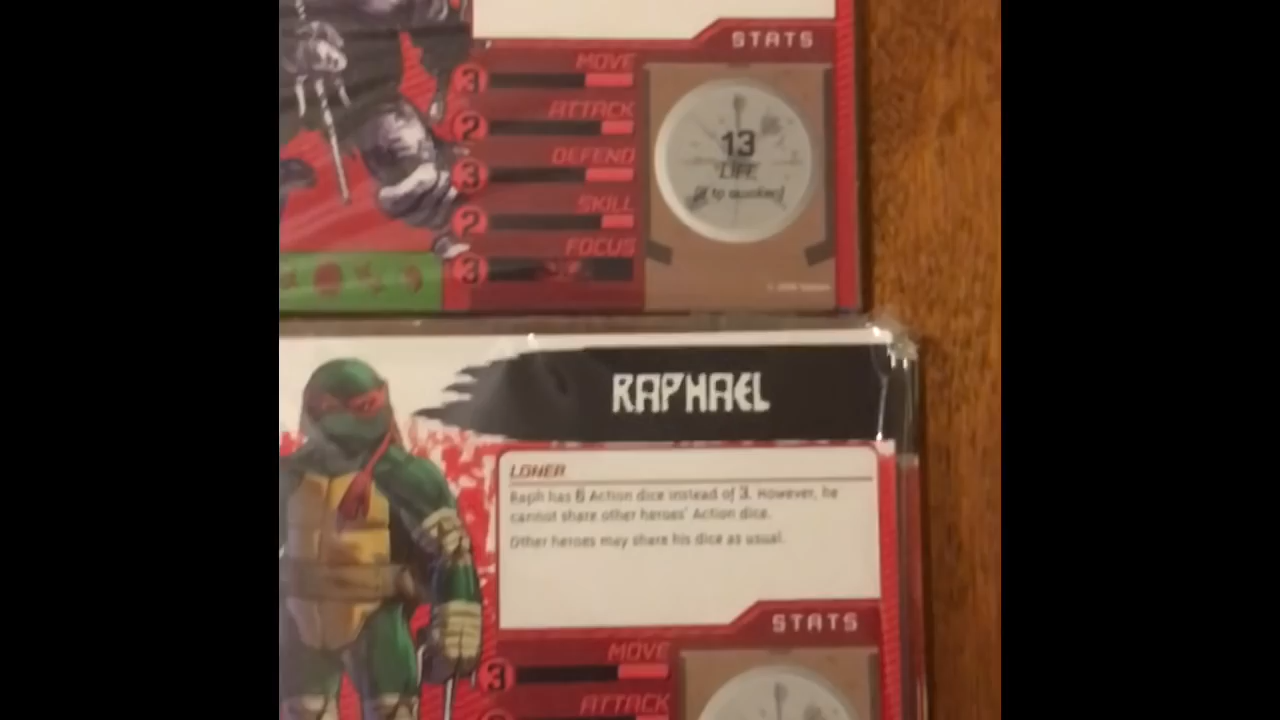 STATS
MOVE
3
ATTACK
2
DEFEND
3
SKILL
2
FOCUS
3
13
LIFE
RAPHAEL
LONER
Raph has 6 Action dice instead of 3. However, he
cannot share other heroes' Action dice.
Other heroes may share his dice as usual.
STATS
MOVE
3
ATTACK